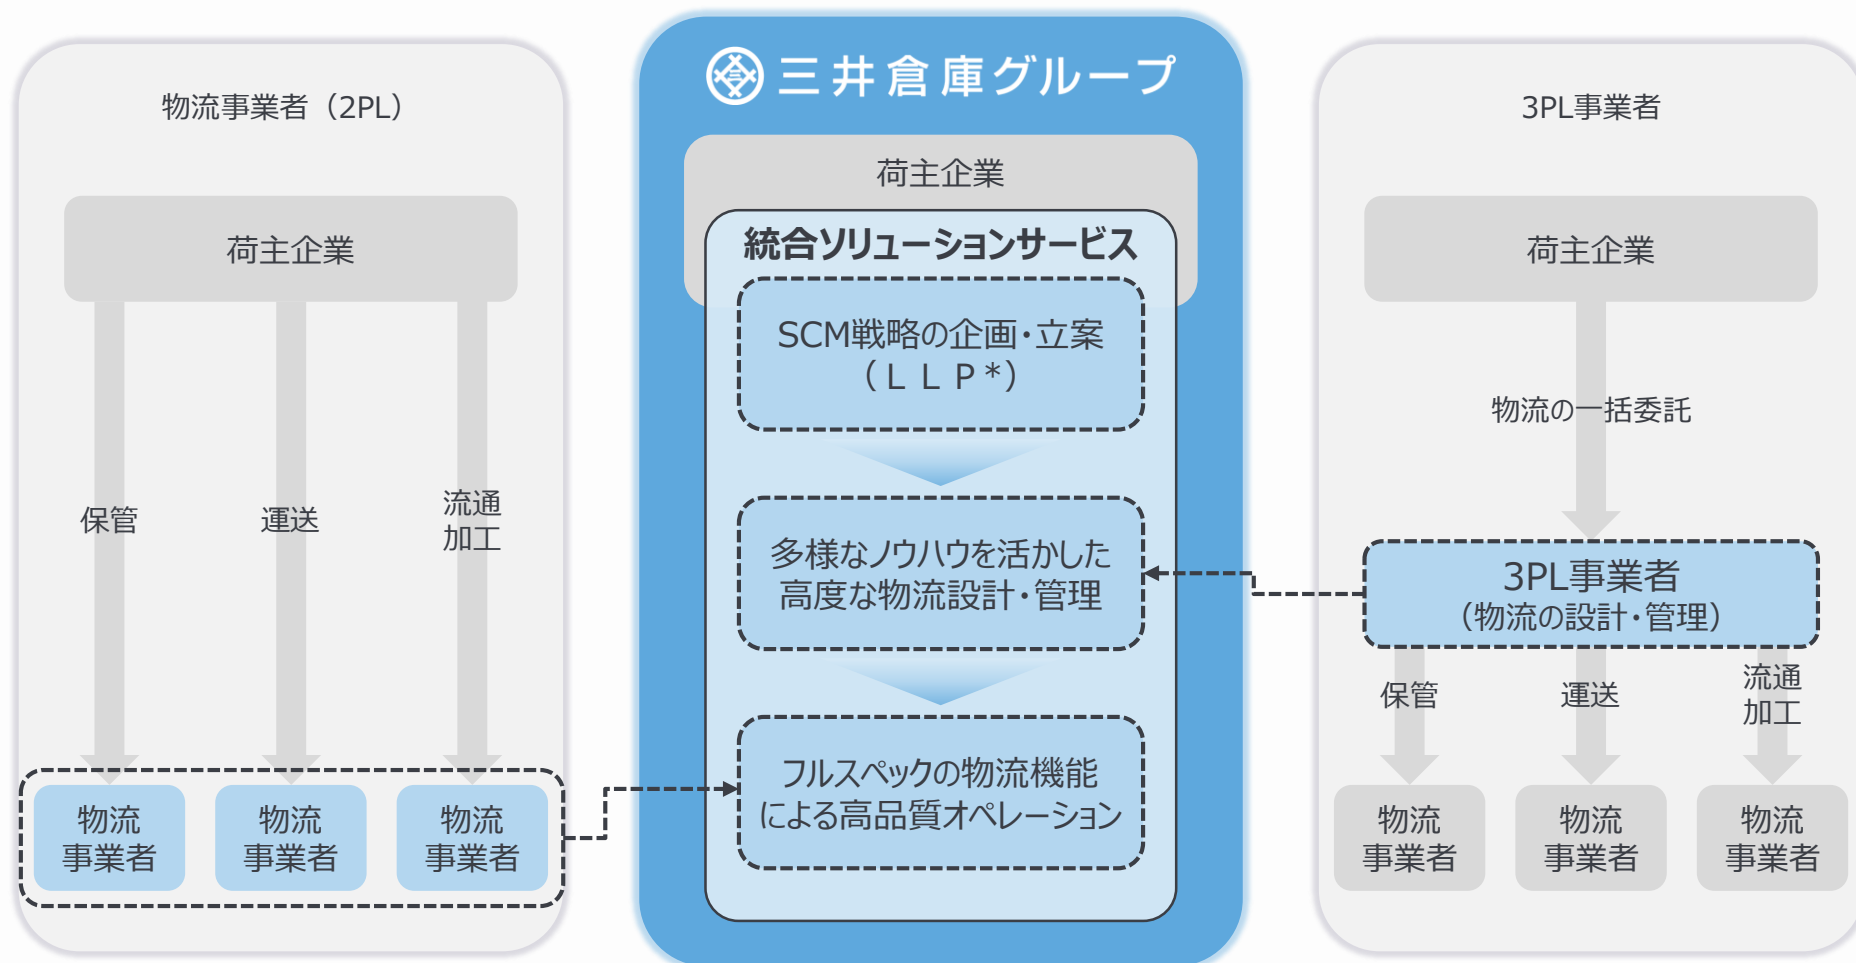 物流事業者（2PL）
荷主企業
保管
運送
流通
加工
物流
事業者
物流
事業者
物流
事業者
三井倉庫グループ
荷主企業
統合ソリューションサービス
SCM戦略の企画・立案
（ＬＬＰ*）
多様なノウハウを活かした
高度な物流設計・管理
フルスペックの物流機能
による高品質オペレーション
3PL事業者
荷主企業
物流の一括委託
3PL事業者
（物流の設計・管理）
保管
運送
流通
加工
物流
事業者
物流
事業者
物流
事業者